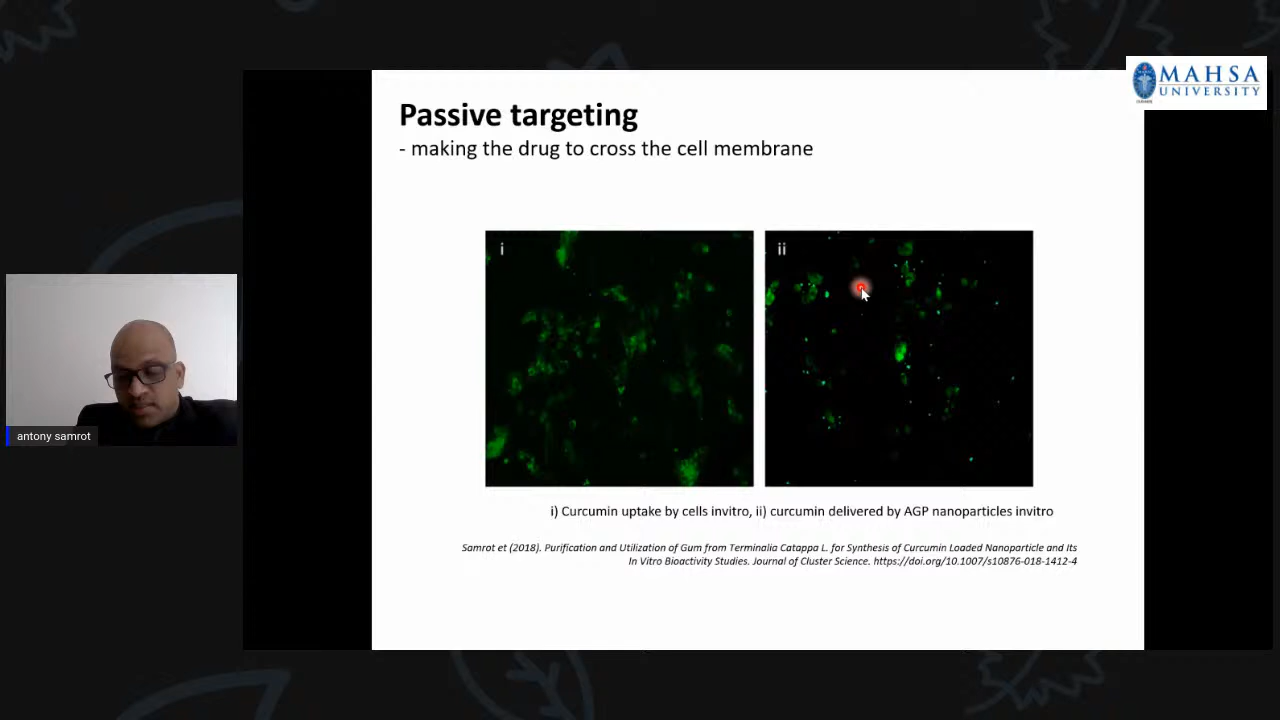 MAHSA
UNIVERSITY
Passive targeting
- making the drug to cross the cell membrane
i
ii
i) Curcumin uptake by cells invitro, ii) curcumin delivered by AGP nanoparticles invitro
Samrot et (2018). Purification and Utilization of Gum from Terminalia Catappa L. for Synthesis of Curcumin Loaded Nanoparticle and Its
In Vitro Bioactivity Studies. Journal of Cluster Science. https://doi.org/10.1007/s10876-018-1412-4
antony samrot